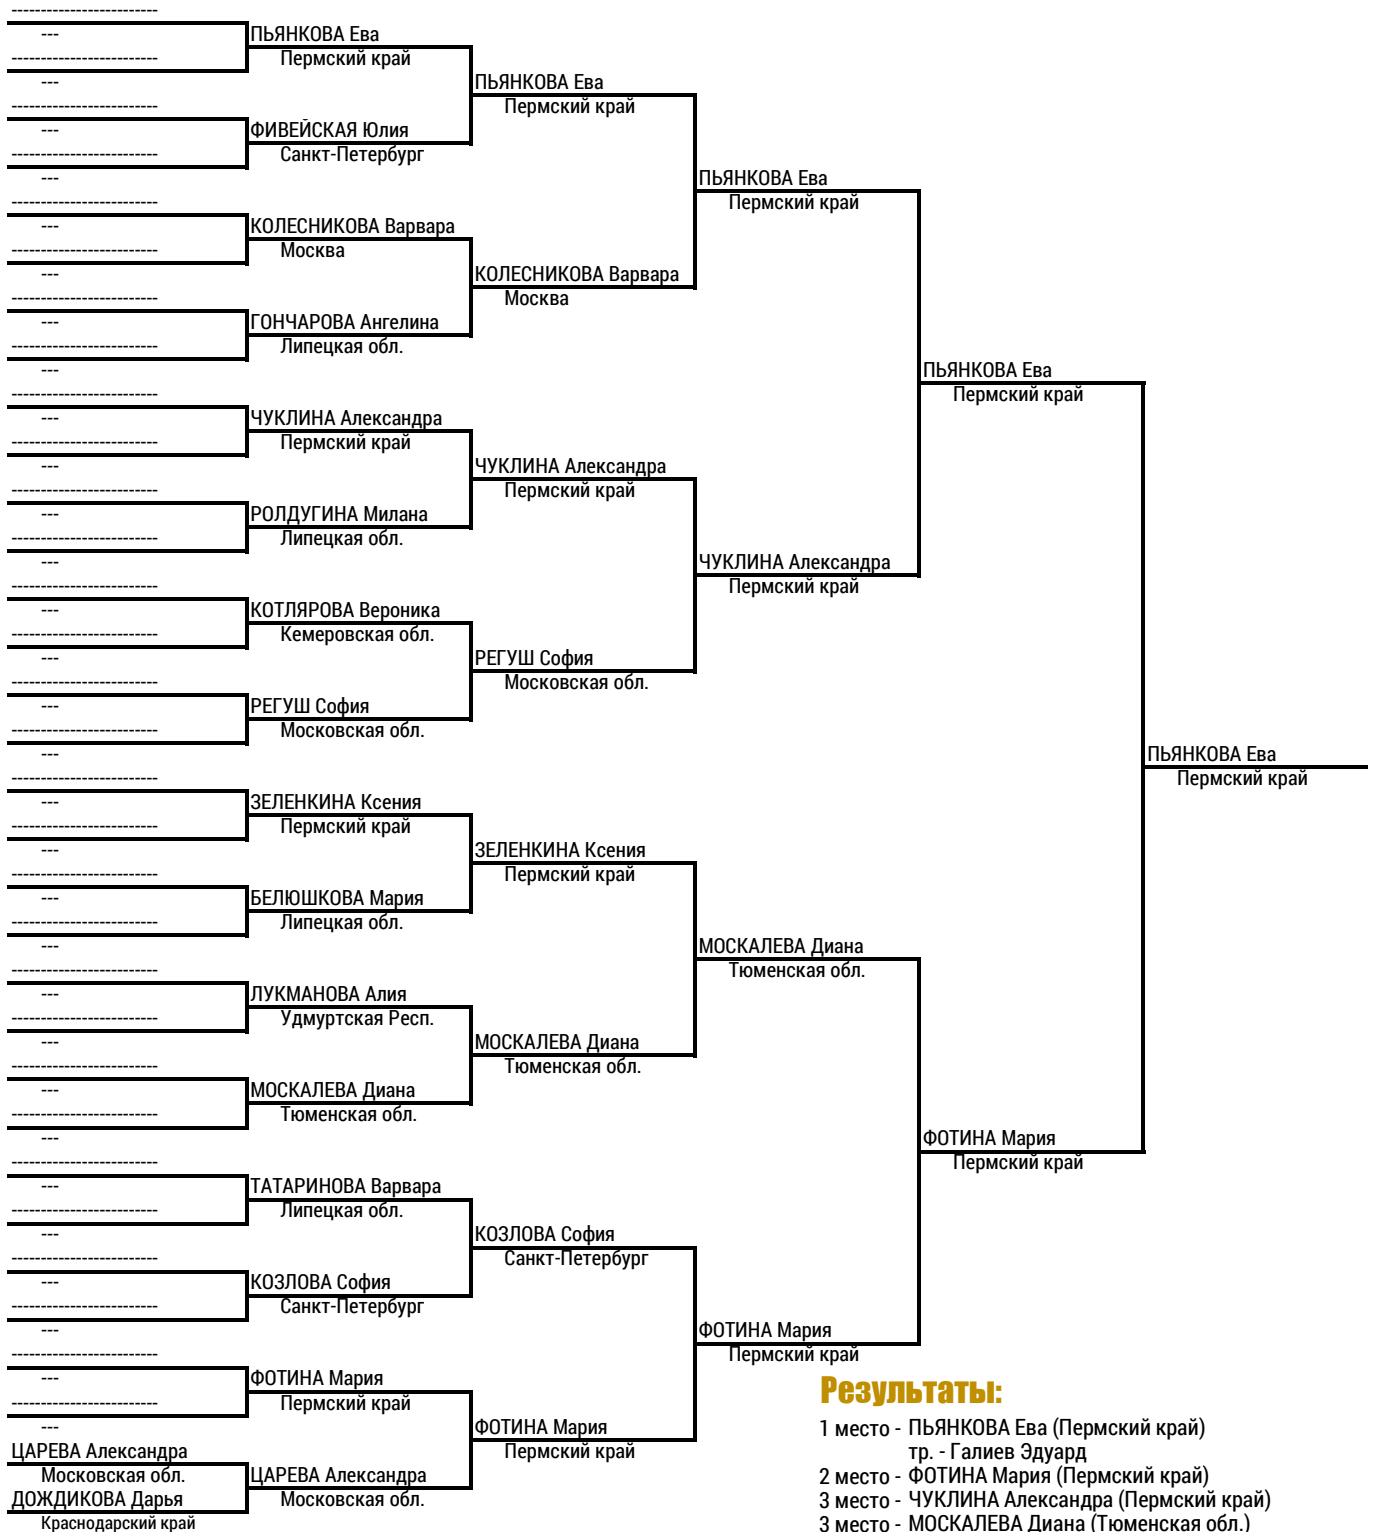 -------------------------
---
-------------------------
---
-------------------------
---
-------------------------
---
-------------------------
---
-------------------------
---
-------------------------
---
-------------------------
---
-------------------------
---
-------------------------
---
-------------------------
---
-------------------------
---
-------------------------
---
-------------------------
---
-------------------------
---
-------------------------
---
-------------------------
---
-------------------------
---
-------------------------
---
-------------------------
---
-------------------------
---
-------------------------
---
-------------------------
---
-------------------------
---
-------------------------
---
-------------------------
---
-------------------------
---
-------------------------
---
-------------------------
---
-------------------------
---
ЦАРЕВА Александра
Московская обл.
ДОЖДИКОВА Дарья
Краснодарский край
ПЬЯНКОВА Ева
Пермский край
ФИВЕЙСКАЯ Юлия
Санкт-Петербург
КОЛЕСНИКОВА Варвара
Москва
ГОНЧАРОВА Ангелина
Липецкая обл.
ЧУКЛИНА Александра
Пермский край
РОЛДУГИНА Милана
Липецкая обл.
КОТЛЯРОВА Вероника
Кемеровская обл.
РЕГУШ София
Московская обл.
ЗЕЛЕНКИНА Ксения
Пермский край
БЕЛЮШКОВА Мария
Липецкая обл.
ЛУКМАНОВА Алия
Удмуртская Респ.
МОСКАЛЕВА Диана
Тюменская обл.
ТАТАРИНОВА Варвара
Липецкая обл.
КОЗЛОВА София
Санкт-Петербург
ФОТИНА Мария
Пермский край
ЦАРЕВА Александра
Московская обл.
ПЬЯНКОВА Ева
Пермский край
КОЛЕСНИКОВА Варвара
Москва
ЧУКЛИНА Александра
Пермский край
РЕГУШ София
Московская обл.
ЗЕЛЕНКИНА Ксения
Пермский край
МОСКАЛЕВА Диана
Тюменская обл.
КОЗЛОВА София
Санкт-Петербург
ФОТИНА Мария
Пермский край
ПЬЯНКОВА Ева
Пермский край
ЧУКЛИНА Александра
Пермский край
МОСКАЛЕВА Диана
Тюменская обл.
ФОТИНА Мария
Пермский край
ПЬЯНКОВА Ева
Пермский край
ФОТИНА Мария
Пермский край
ПЬЯНКОВА Ева
Пермский край
Результаты:
1 место - ПЬЯНКОВА Ева (Пермский край)
тр. - Галиев Эдуард
2 место - ФОТИНА Мария (Пермский край)
3 место - ЧУКЛИНА Александра (Пермский край)
3 место - МОСКАЛЕВА Диана (Тюменская обл.)